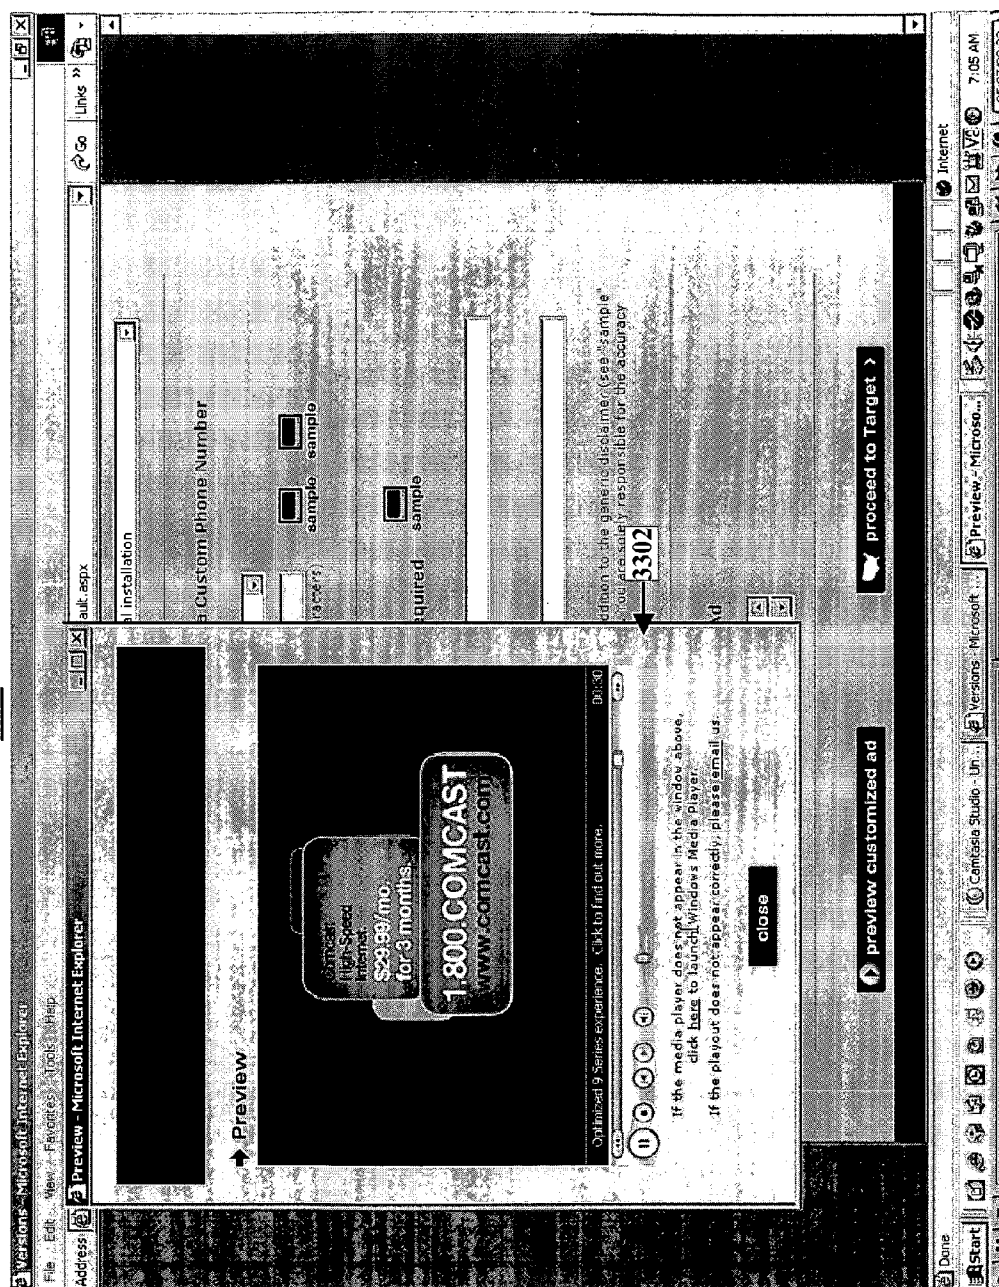 Versions - Microsoft Internet Explorer
File Edit View Favorites Tools Help
Address
ault.aspx
Go Links »
Preview - Microsoft Internet Explorer
al installation
a Custom Phone Number
sample sample
racters)
equired
sample
ddition to the generic disclaimer (see "sample"
You are solely responsible for the accuracy
3302
Ad
Preview
Comcast
High-Speed
Internet
$29.99/mo.
for 3 months.
1.800.COMCAST
www.comcast.com
Optimized 9 Series experience. Click to find out more. 00:30
If the media player does not appear in the window above,
click here to launch Windows Media Player.
If the playout does not appear correctly, please email us.
close
preview customized ad
proceed to Target >
Done
Internet
Start
Camtasia Studio - Un...
Versions - Microsoft ...
Preview - Microso...
7:05 AM